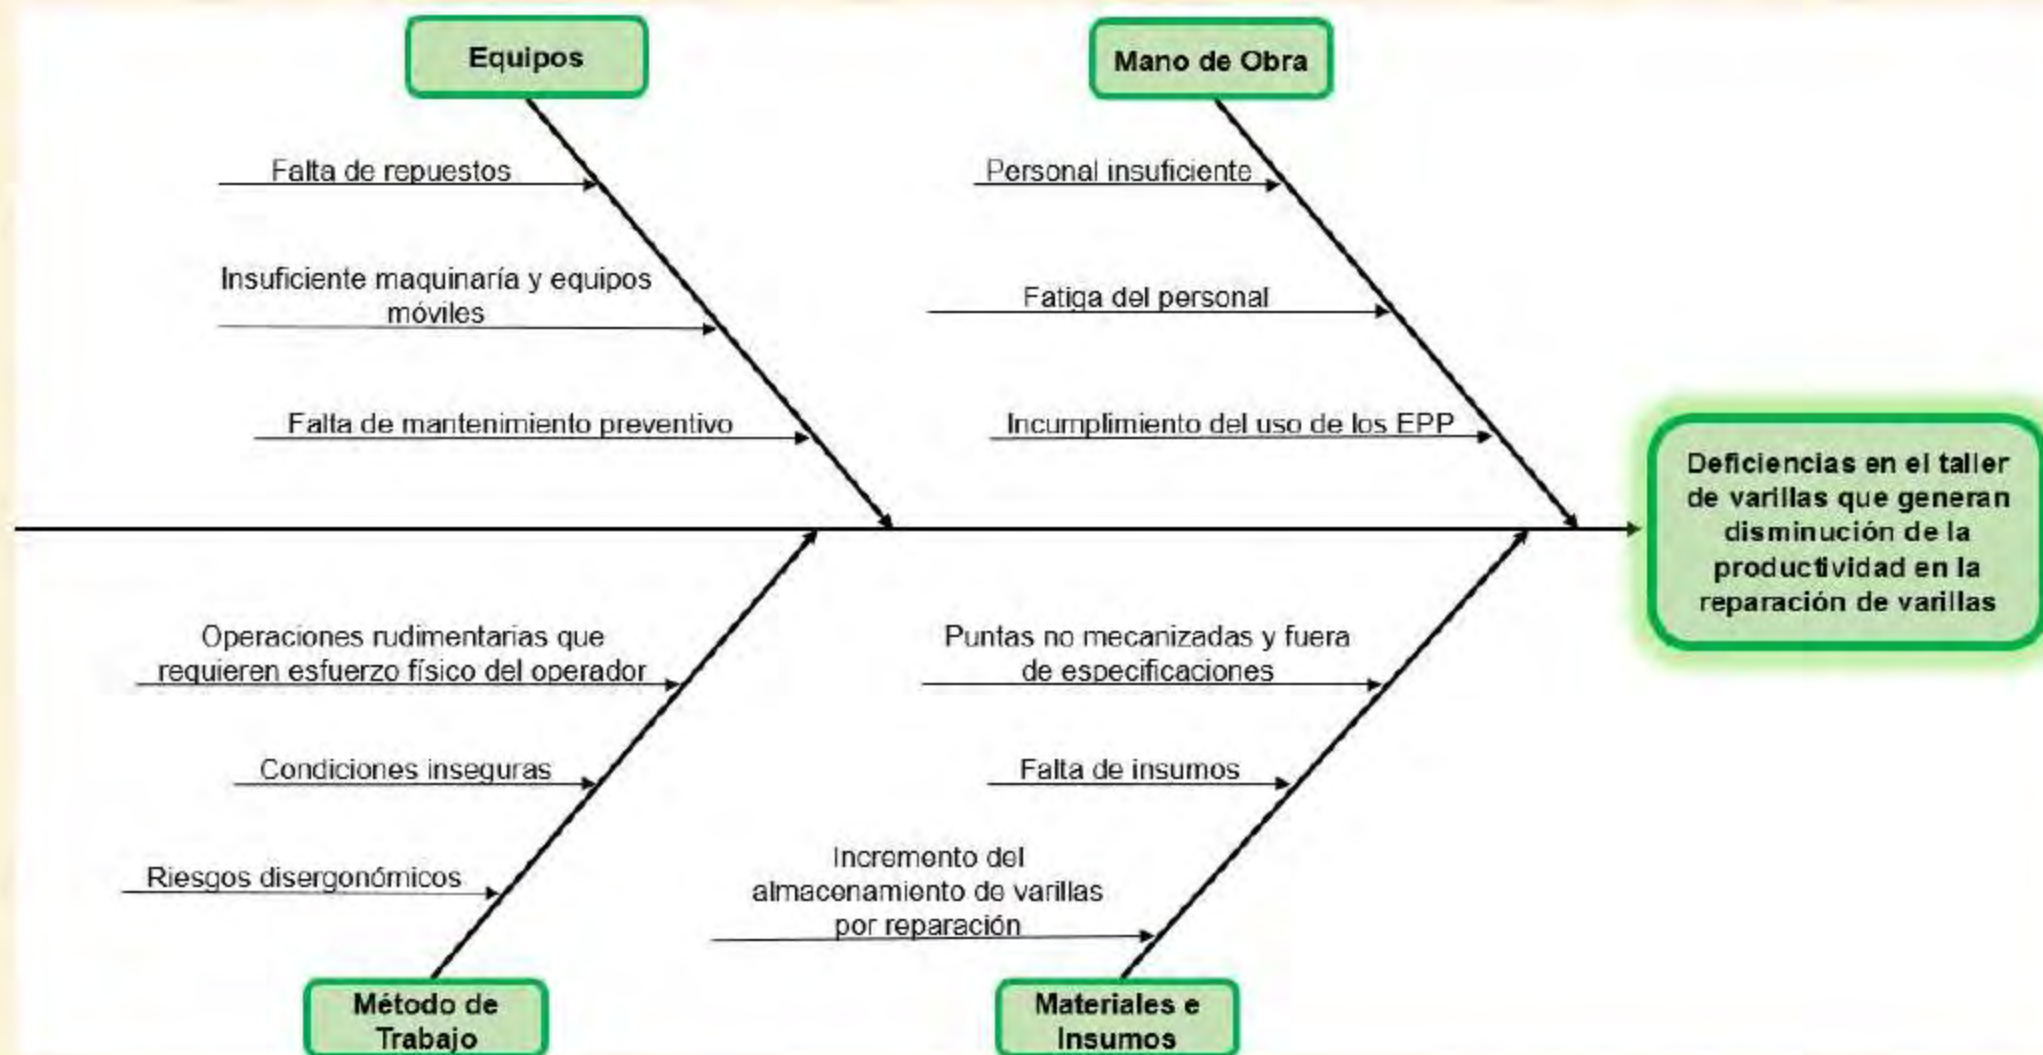 Equipos
Mano de Obra
Falta de repuestos
Personal insuficiente
Insuficiente maquinaría y equipos
móviles
Fatiga del personal
Falta de mantenimiento preventivo
Incumplimiento del uso de los EPP
Deficiencias en el taller
de varillas que generan
disminución de la
productividad en la
reparación de varillas
Operaciones rudimentarias que
requieren esfuerzo físico del operador
Puntas no mecanizadas y fuera
de especificaciones
Condiciones inseguras
Falta de insumos
Riesgos disergonómicos
Incremento del
almacenamiento de varillas
por reparación
Método de
Trabajo
Materiales e
Insumos